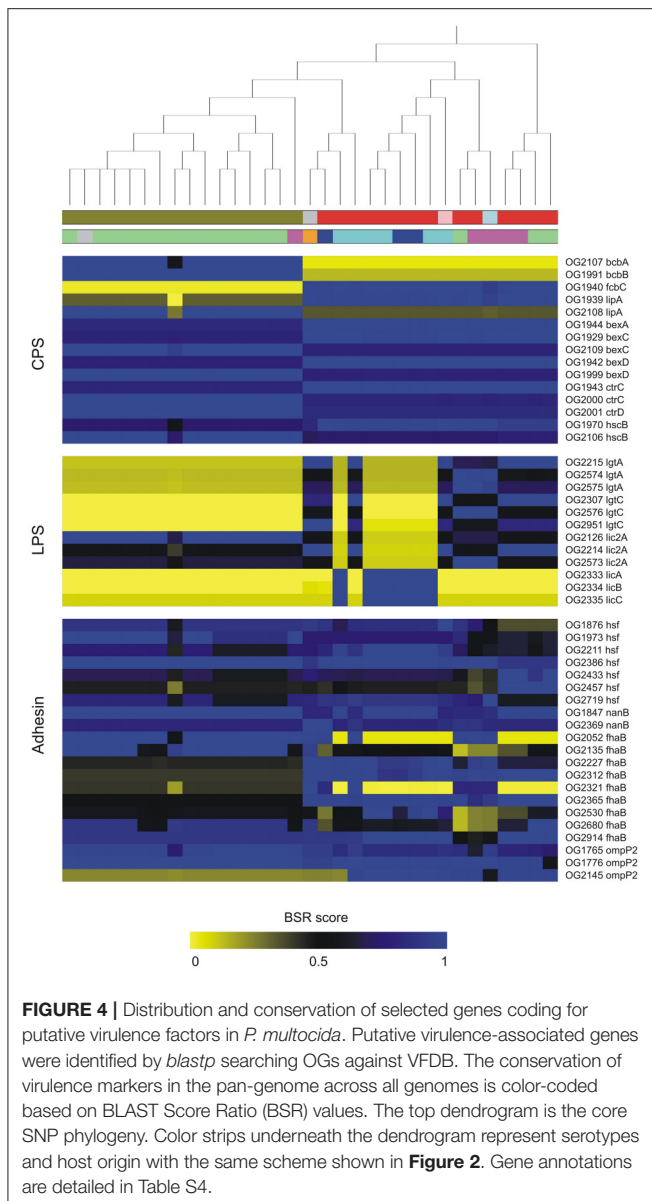 CPS
OG2107 bcbA
OG1991 bcbB
OG1940 fcbC
OG1939 lipA
OG2108 lipA
OG1944 bexA
OG1929 bexC
OG2109 bexC
OG1942 bexD
OG1999 bexD
OG1943 ctrC
OG2000 ctrC
OG2001 ctrD
OG1970 hscB
OG2106 hscB
LPS
OG2215 lgtA
OG2574 lgtA
OG2575 lgtA
OG2307 lgtC
OG2576 lgtC
OG2951 lgtC
OG2126 lic2A
OG2214 lic2A
OG2573 lic2A
OG2333 licA
OG2334 licB
OG2335 licC
Adhesin
OG1876 hsf
OG1973 hsf
OG2211 hsf
OG2386 hsf
OG2433 hsf
OG2457 hsf
OG2719 hsf
OG1847 nanB
OG2369 nanB
OG2052 fhaB
OG2135 fhaB
OG2227 fhaB
OG2312 fhaB
OG2321 fhaB
OG2365 fhaB
OG2530 fhaB
OG2680 fhaB
OG2914 fhaB
OG1765 ompP2
OG1776 ompP2
OG2145 ompP2
BSR score
0 0.5 1
FIGURE 4 | Distribution and conservation of selected genes coding for
putative virulence factors in P. multocida. Putative virulence-associated genes
were identified by blastp searching OGs against VFDB. The conservation of
virulence markers in the pan-genome across all genomes is color-coded
based on BLAST Score Ratio (BSR) values. The top dendrogram is the core
SNP phylogeny. Color strips underneath the dendrogram represent serotypes
and host origin with the same scheme shown in Figure 2. Gene annotations
are detailed in Table S4.